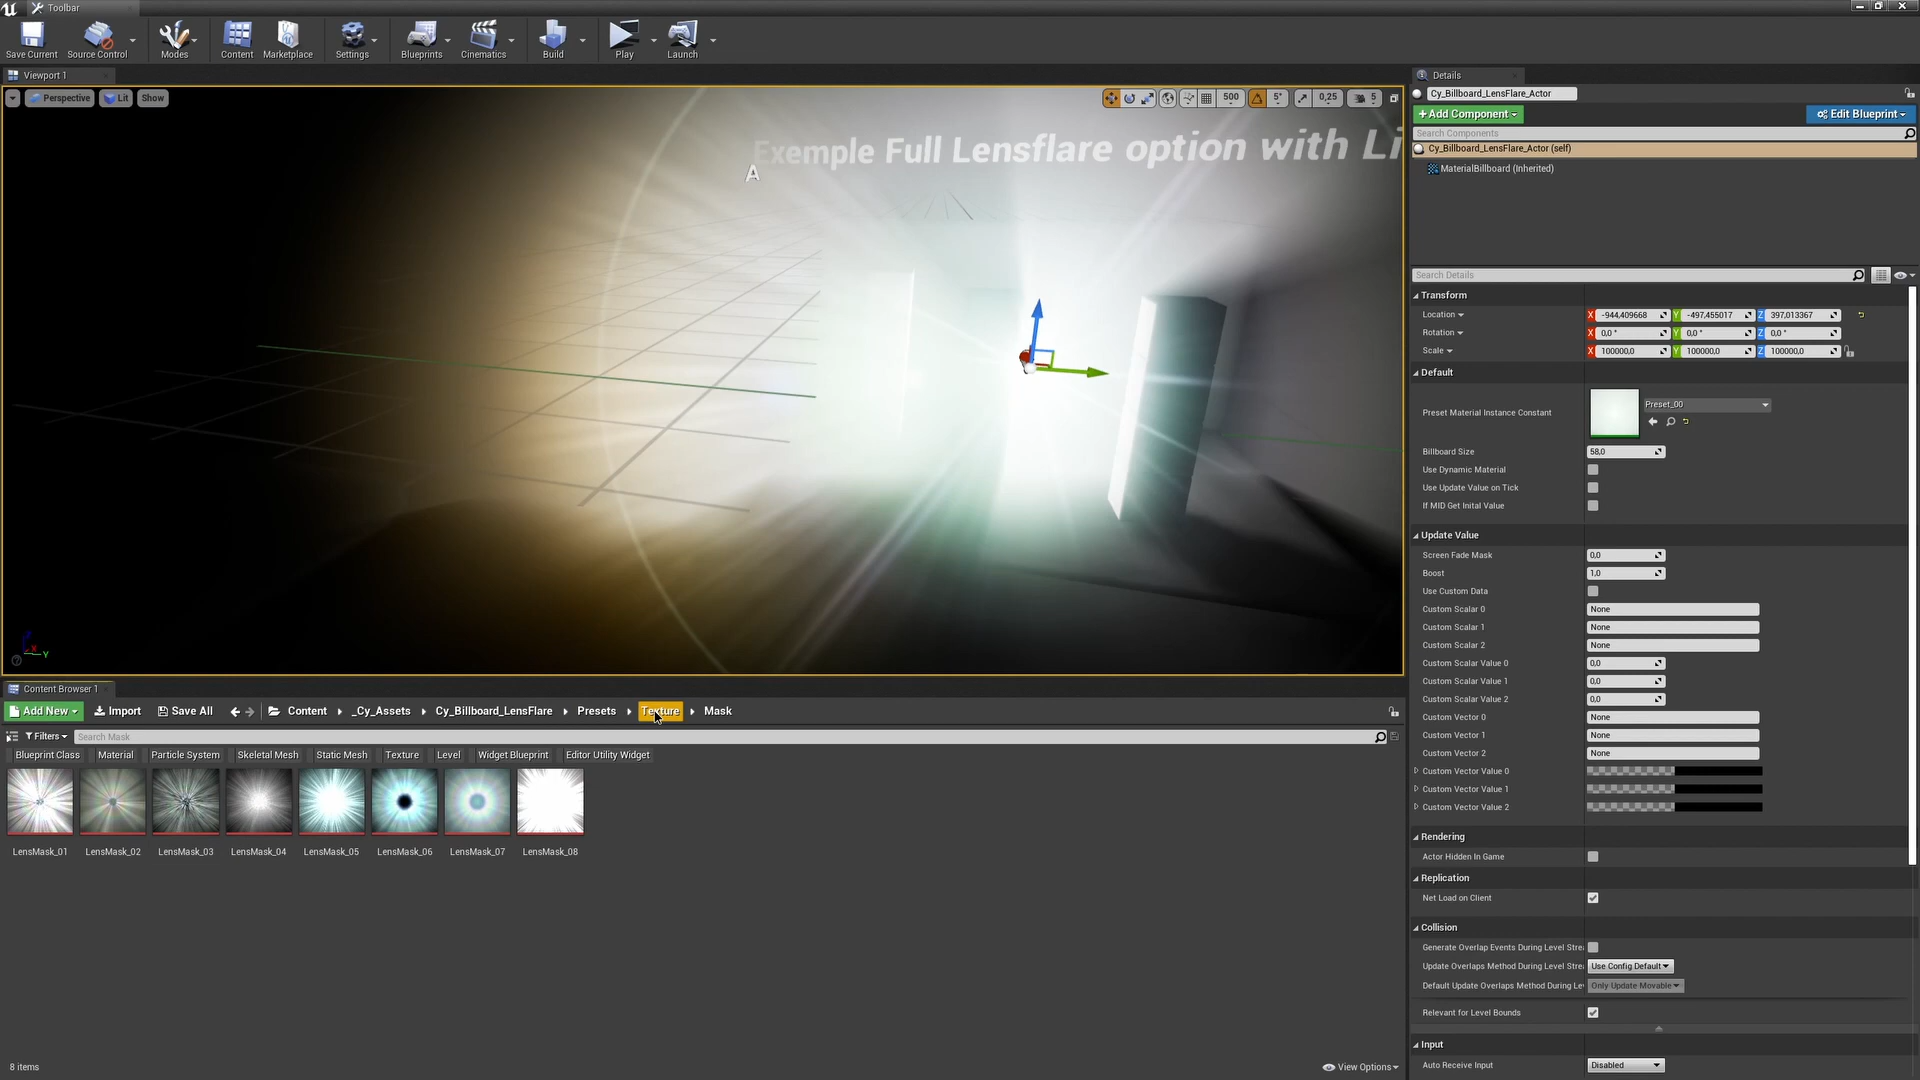 Toolbar
Save Current
Source Control
Modes
Content
Marketplace
Settings
Blueprints
Cinematics
Build
Play
Launch
Viewport 1
Perspective
Lit
Show
500
5°
0,25
5
Exemple Full Lensflare option with Li
A
X
Y
Content Browser 1
Add New
Import
Save All
Content
_Cy_Assets
Cy_Billboard_LensFlare
Presets
Texture
Mask
Filters
Search Mask
Blueprint Class
Material
Particle System
Skeletal Mesh
Static Mesh
Texture
Level
Widget Blueprint
Editor Utility Widget
LensMask_01
LensMask_02
LensMask_03
LensMask_04
LensMask_05
LensMask_06
LensMask_07
LensMask_08
8 items
View Options
Details
Cy_Billboard_LensFlare_Actor
+Add Component
Edit Blueprint
Search Components
Cy_Billboard_LensFlare_Actor (self)
MaterialBillboard (Inherited)
Search Details
Transform
Location X -944,409668 Y -497,455017 Z 397,013367
Rotation X 0,0 ° Y 0,0 ° Z 0,0 °
Scale X 100000,0 Y 100000,0 Z 100000,0
Default
Preset Material Instance Constant
Preset_00
Billboard Size 58,0
Use Dynamic Material
Use Update Value on Tick
If MID Get Inital Value
Update Value
Screen Fade Mask 0,0
Boost 1,0
Use Custom Data
Custom Scalar 0 None
Custom Scalar 1 None
Custom Scalar 2 None
Custom Scalar Value 0 0,0
Custom Scalar Value 1 0,0
Custom Scalar Value 2 0,0
Custom Vector 0 None
Custom Vector 1 None
Custom Vector 2 None
Custom Vector Value 0
Custom Vector Value 1
Custom Vector Value 2
Rendering
Actor Hidden In Game
Replication
Net Load on Client
Collision
Generate Overlap Events During Level Strea
Update Overlaps Method During Level Strea Use Config Default
Default Update Overlaps Method During Le Only Update Movable
Relevant for Level Bounds
Input
Auto Receive Input Disabled